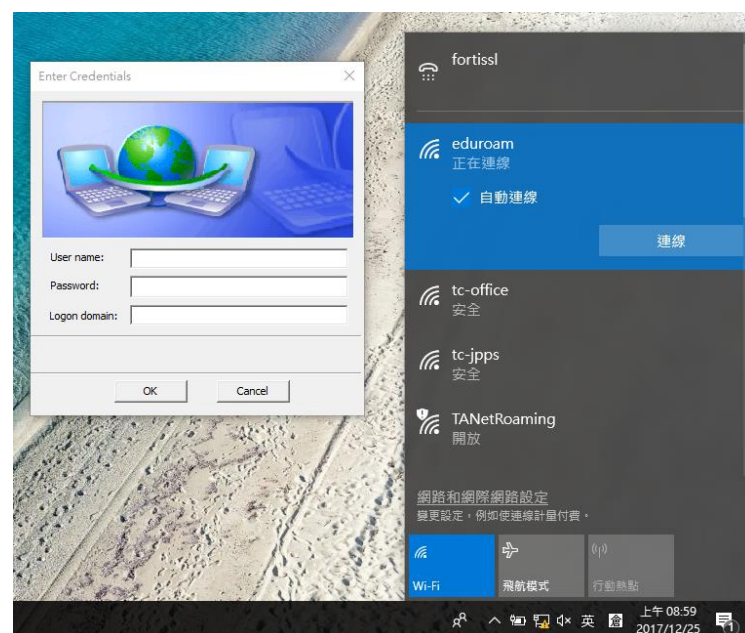 Enter Credentials
User name:
Password:
Logon domain:
OK
Cancel
fortissl
eduroam
正在連線
自動連線
連線
tc-office
安全
tc-jpps
安全
TANetRoaming
開放
網路和網際網路設定
變更設定，例如使連線計量付費。
Wi-Fi
飛航模式
行動熱點
英
倉
上午 08:59
2017/12/25
1